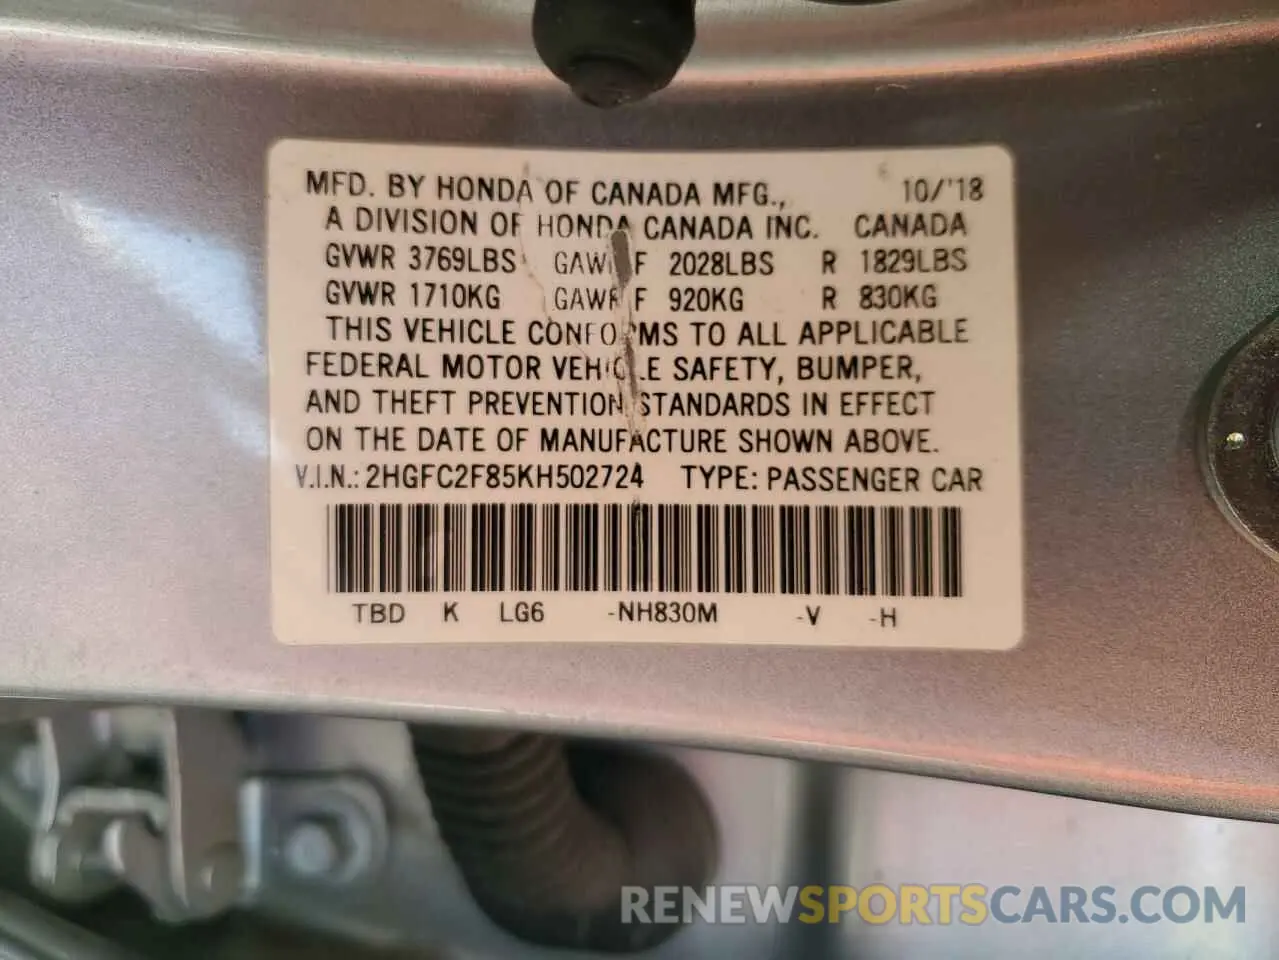 MFD. BY HONDA OF CANADA MFG., 10/'18
A DIVISION OF HONDA CANADA INC. CANADA
GVWR 3769LBS GAWR F 2028LBS R 1829LBS
GVWR 1710KG GAWR F 920KG R 830KG
THIS VEHICLE CONFORMS TO ALL APPLICABLE
FEDERAL MOTOR VEHICLE SAFETY, BUMPER,
AND THEFT PREVENTION STANDARDS IN EFFECT
ON THE DATE OF MANUFACTURE SHOWN ABOVE.
V.I.N.: 2HGFC2F85KH502724 TYPE: PASSENGER CAR
TBD K LG6 -NH830M -V -H
RENEWSPORTSCARS.COM